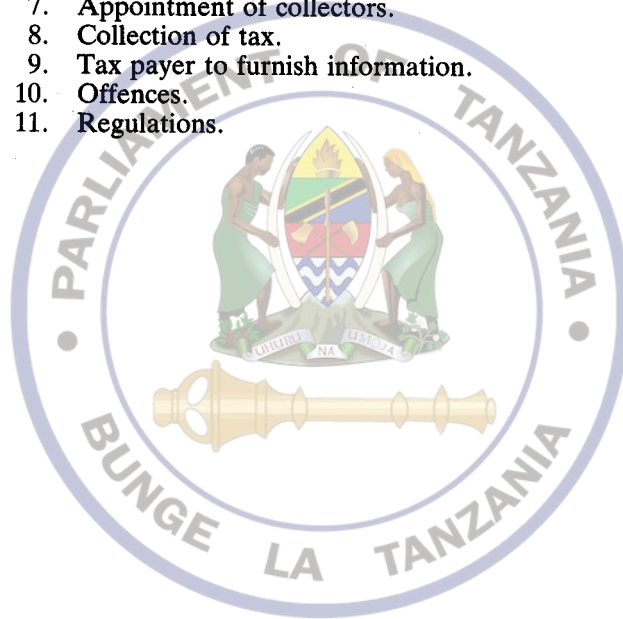 7. Appointment of collectors.
8. Collection of tax.
9. Tax payer to furnish information.
10. Offences.
11. Regulations.
PARLIAMENT OF TANZANIA
UHURU NA UMOJA
BUNGE LA TANZANIA